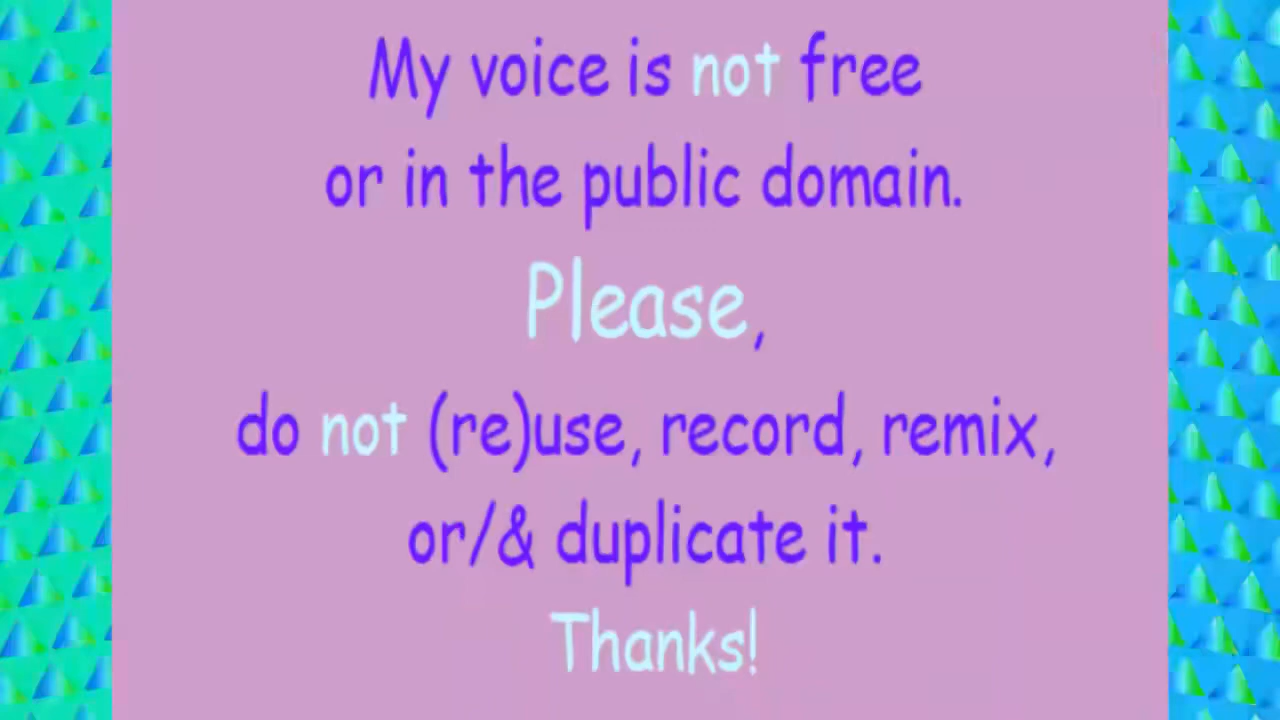 My voice is not free
or in the public domain.
Please,
do not (re)use, record, remix,
or/& duplicate it.
Thanks!